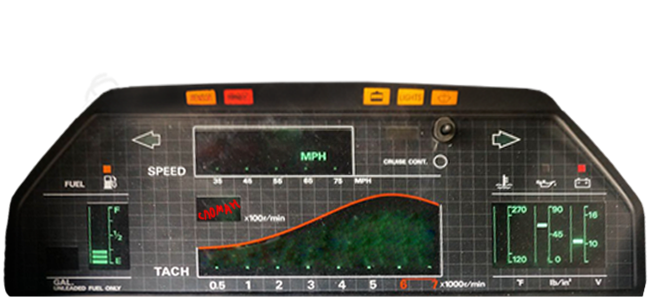 LIGHTS
MPH
SPEED
CRUISE CONT.
35 45 55 65 75 MPH
FUEL
x100r/min
F
1/2
E
270
120
90
45
0
16
10
TACH
0.5 1 2 3 4 5 6 7 x1000r/min
GAL.
UNLEADED FUEL ONLY
°F lb/in² V